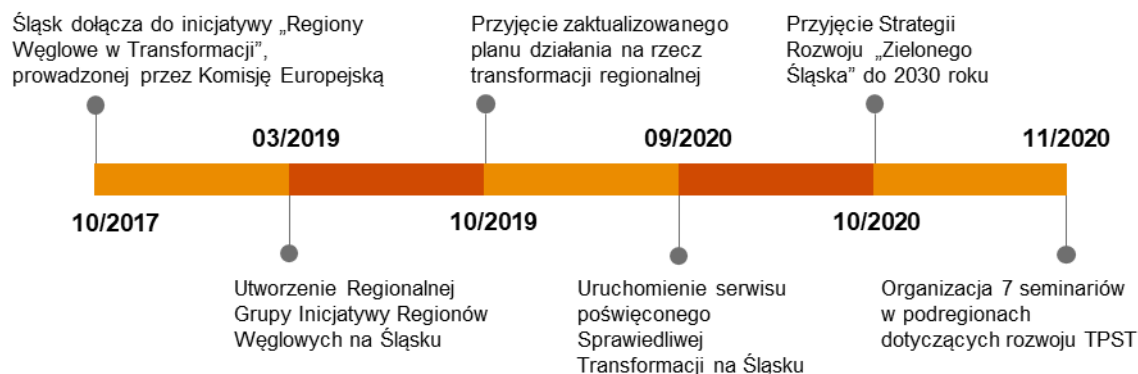 Śląsk dołącza do inicjatywy „Regiony
Węglowe w Transformacji”,
prowadzonej przez Komisję Europejską
Przyjęcie zaktualizowanego
planu działania na rzecz
transformacji regionalnej
Przyjęcie Strategii
Rozwoju „Zielonego
Śląska” do 2030 roku
03/2019
09/2020
11/2020
10/2017
10/2019
10/2020
Utworzenie Regionalnej
Grupy Inicjatywy Regionów
Węglowych na Śląsku
Uruchomienie serwisu
poświęconego
Sprawiedliwej
Transformacji na Śląsku
Organizacja 7 seminariów
w podregionach
dotyczących rozwoju TPST